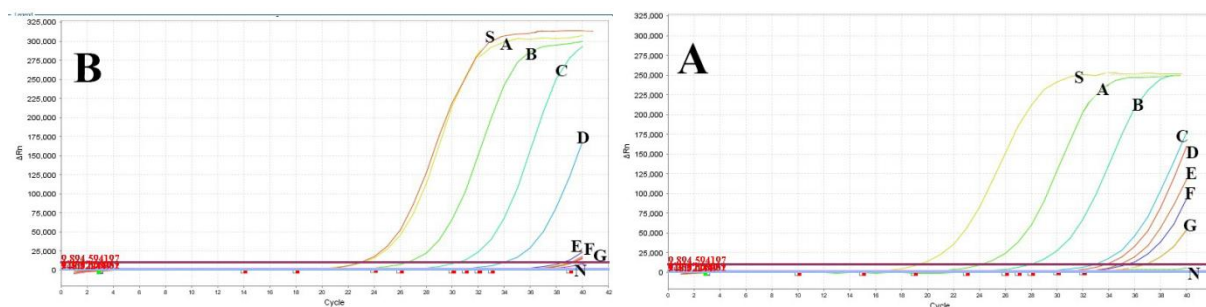 325,000
300,000
275,000
250,000
225,000
200,000
175,000
150,000
125,000
100,000
75,000
50,000
25,000
0
ΔRn
B
S
A
B
C
D
E F G
N
9.894.594197
0 2 4 6 8 10 12 14 16 18 20 22 24 26 28 30 32 34 36 38 40 42
Cycle
325,000
300,000
275,000
250,000
225,000
200,000
175,000
150,000
125,000
100,000
75,000
50,000
25,000
0
ΔRn
A
S
A
B
C
D
E
F
G
N
9.894.594197
0 2 4 6 8 10 12 14 16 18 20 22 24 26 28 30 32 34 36 38 40 42
Cycle